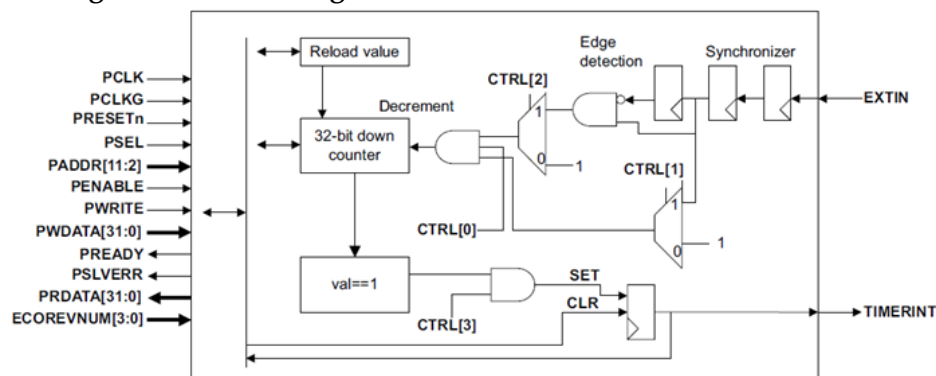 PCLK
PCLKG
PRESETn
PSEL
PADDR[11:2]
PENABLE
PWRITE
PWDATA[31:0]
PREADY
PSLVERR
PRDATA[31:0]
ECOREVNUM[3:0]
Reload value
Decrement
32-bit down
counter
val==1
CTRL[0]
CTRL[3]
CTRL[2]
1
0
1
Edge
detection
Synchronizer
CTRL[1]
1
0
1
SET
CLR
EXTIN
TIMERINT